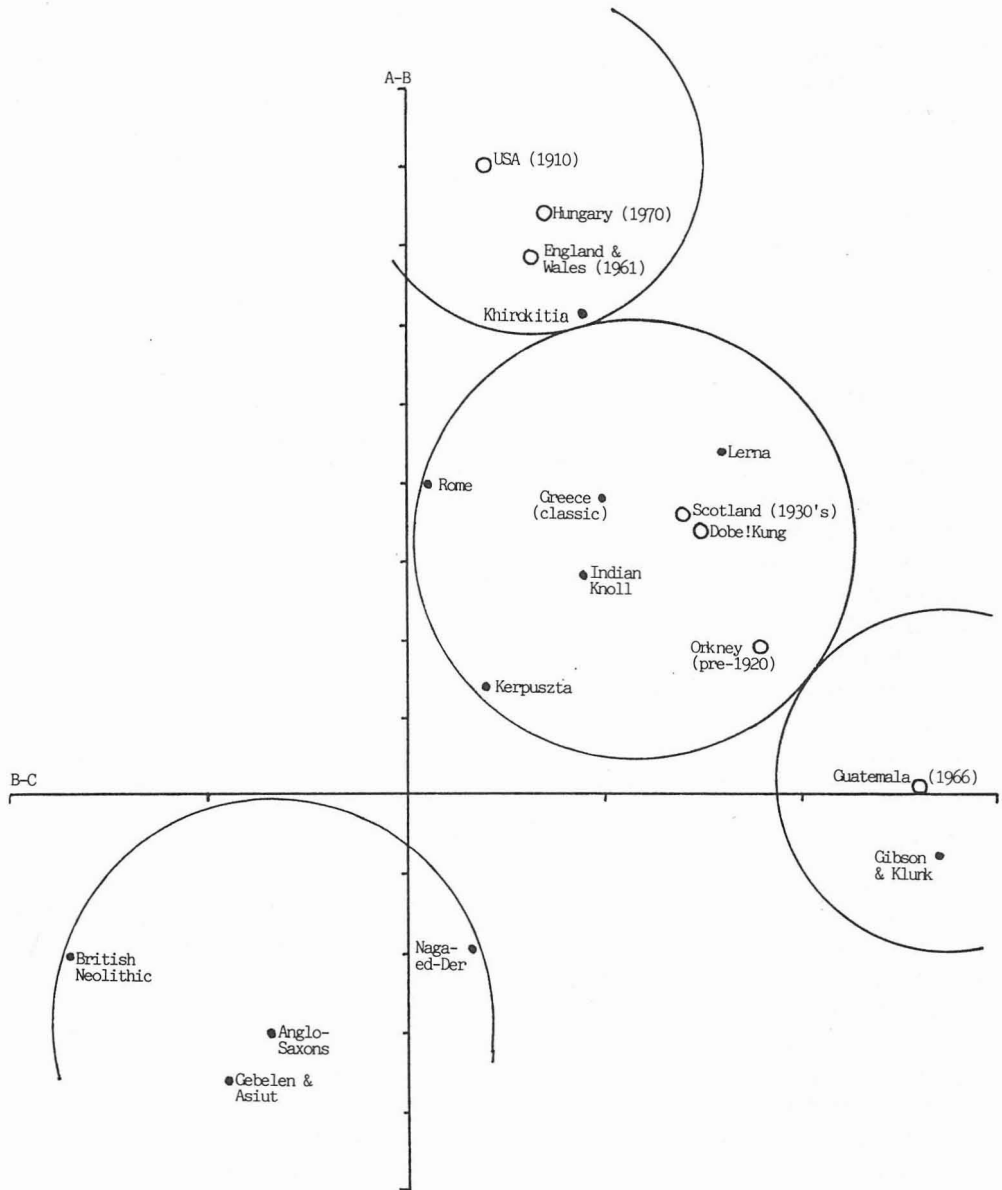 A-B
USA (1910)
Hungary (1970)
England &
Wales (1961)
Khirokitia
Lerna
Rome
Greece
(classic)
Scotland (1930's)
Dobe!Kung
Indian
Knoll
Orkney
(pre-1920)
Kerpuszta
B-C
Guatemala (1966)
Gibson
& Klunk
British
Neolithic
Naga-
ed-Der
Anglo-
Saxons
Gebelen &
Asiut